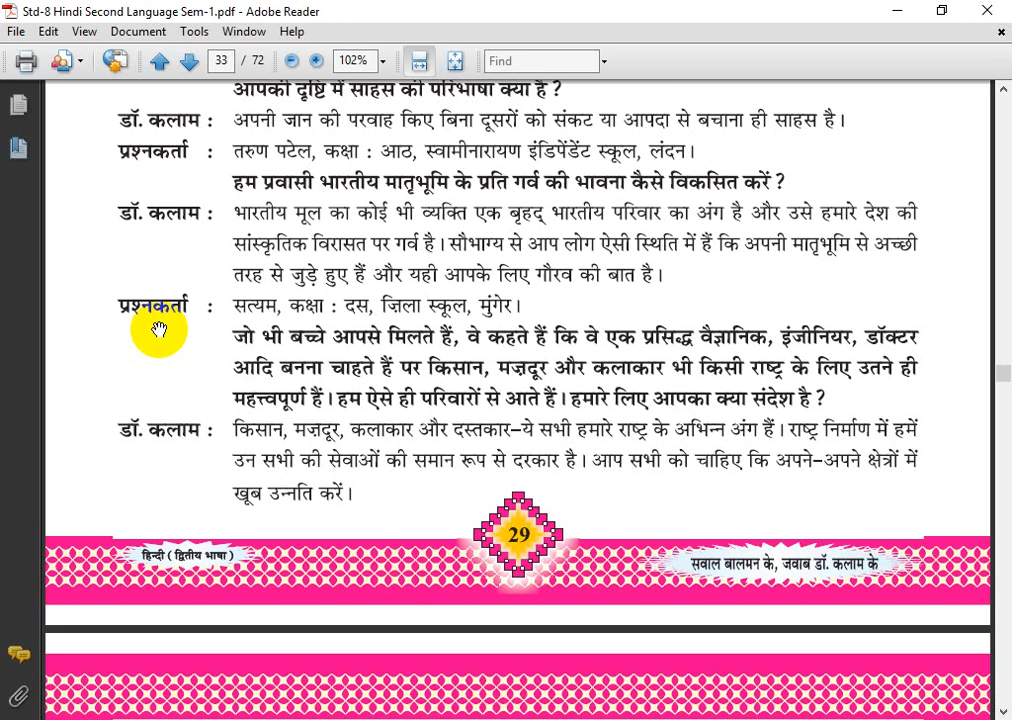 Std-8 Hindi Second Language Sem-1.pdf - Adobe Reader
File Edit View Document Tools Window Help
33 / 72 102% Find
आपकी दृष्टि में साहस की परिभाषा क्या है ?
डॉ. कलाम : अपनी जान की परवाह किए बिना दूसरों को संकट या आपदा से बचाना ही साहस है।
प्रश्नकर्ता : तरुण पटेल, कक्षा : आठ, स्वामीनारायण इंडिपेंडेंट स्कूल, लंदन।
हम प्रवासी भारतीय मातृभूमि के प्रति गर्व की भावना कैसे विकसित करें ?
डॉ. कलाम : भारतीय मूल का कोई भी व्यक्ति एक बृहद् भारतीय परिवार का अंग है और उसे हमारे देश की
सांस्कृतिक विरासत पर गर्व है। सौभाग्य से आप लोग ऐसी स्थिति में हैं कि अपनी मातृभूमि से अच्छी
तरह से जुड़े हुए हैं और यही आपके लिए गौरव की बात है।
प्रश्नकर्ता : सत्यम, कक्षा : दस, ज़िला स्कूल, मुंगेर।
जो भी बच्चे आपसे मिलते हैं, वे कहते हैं कि वे एक प्रसिद्ध वैज्ञानिक, इंजीनियर, डॉक्टर
आदि बनना चाहते हैं पर किसान, मज़दूर और कलाकार भी किसी राष्ट्र के लिए उतने ही
महत्त्वपूर्ण हैं। हम ऐसे ही परिवारों से आते हैं। हमारे लिए आपका क्या संदेश है ?
डॉ. कलाम : किसान, मज़दूर, कलाकार और दस्तकार–ये सभी हमारे राष्ट्र के अभिन्न अंग हैं। राष्ट्र निर्माण में हमें
उन सभी की सेवाओं की समान रूप से दरकार है। आप सभी को चाहिए कि अपने–अपने क्षेत्रों में
खूब उन्नति करें।
29
हिन्दी ( द्वितीय भाषा )
सवाल बालमन के, जवाब डॉ. कलाम के